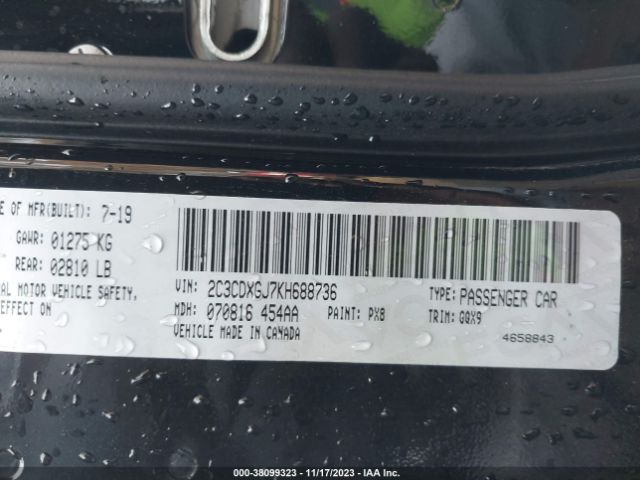 E OF MFR(BUILT): 7-19
GAWR: 01275 KG
REAR: 02810 LB
AL MOTOR VEHICLE SAFETY,
EFFECT ON
VIN: 2C3CDXGJ7KH688736
TYPE: PASSENGER CAR
MDH: 070816 454AA
PAINT: PX8
TRIM: GQX9
VEHICLE MADE IN CANADA
4658843
000-38099323 - 11/17/2023 - IAA Inc.